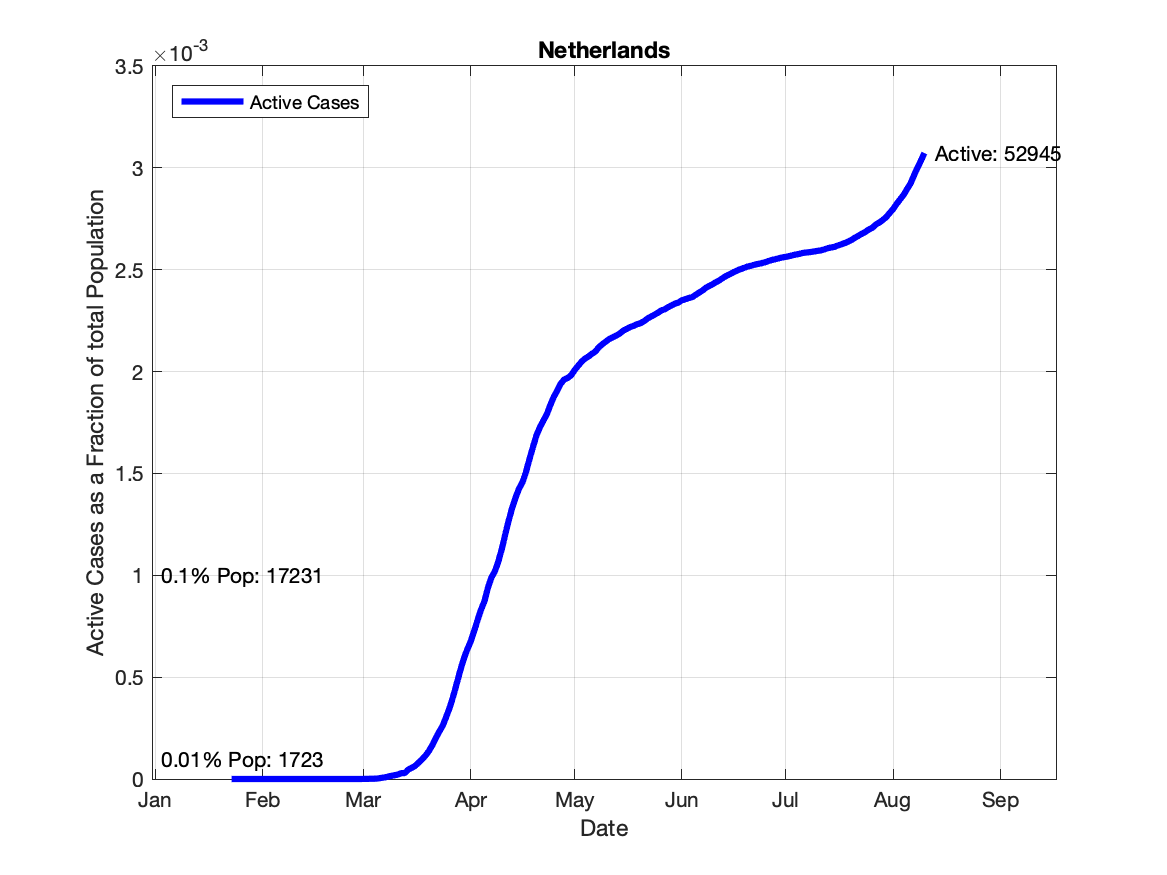 Netherlands
×10-3
3.5
3
2.5
2
1.5
1
0.5
0
Active Cases
Active: 52945
0.1% Pop: 17231
0.01% Pop: 1723
Active Cases as a Fraction of total Population
Jan Feb Mar Apr May Jun Jul Aug Sep
Date